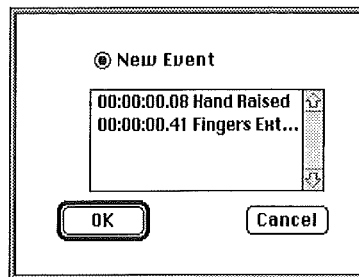 New Event
00:00:00.08 Hand Raised
00:00:00.41 Fingers Ext...
OK
Cancel